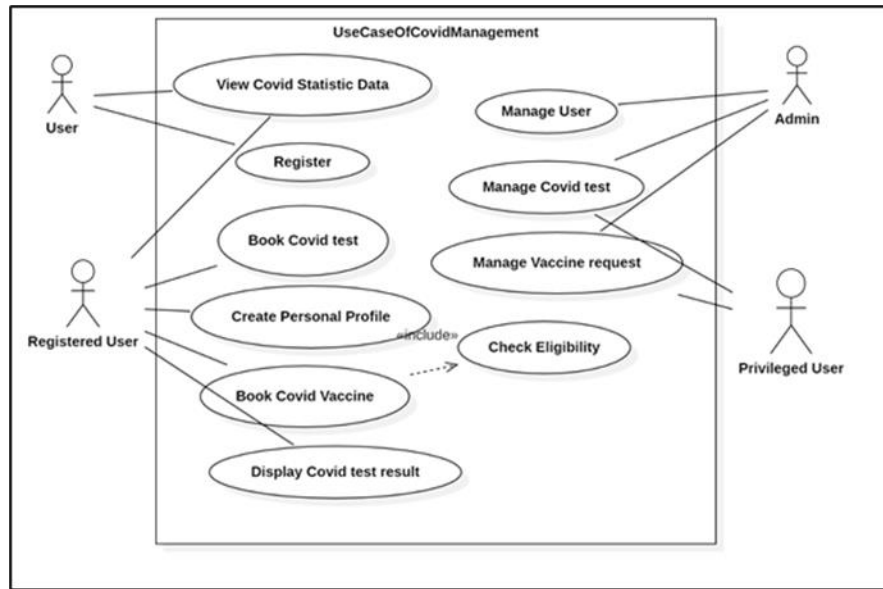 UseCaseOfCovidManagement
View Covid Statistic Data
User
Manage User
Admin
Register
Manage Covid test
Book Covid test
Manage Vaccine request
Registered User
Create Personal Profile
«include»
Check Eligibility
Privileged User
Book Covid Vaccine
Display Covid test result